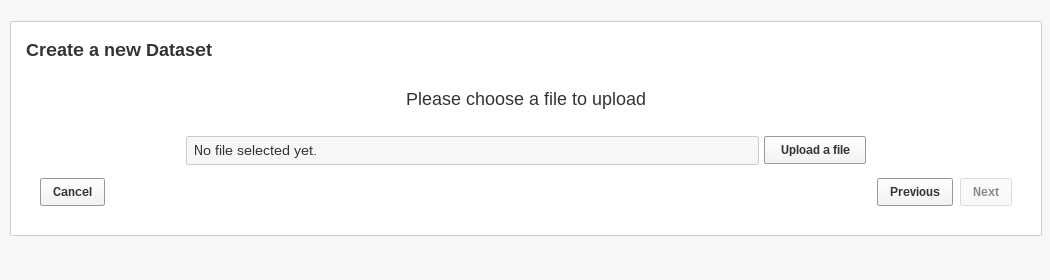 Create a new Dataset
Please choose a file to upload
No file selected yet. Upload a file
Cancel Previous Next